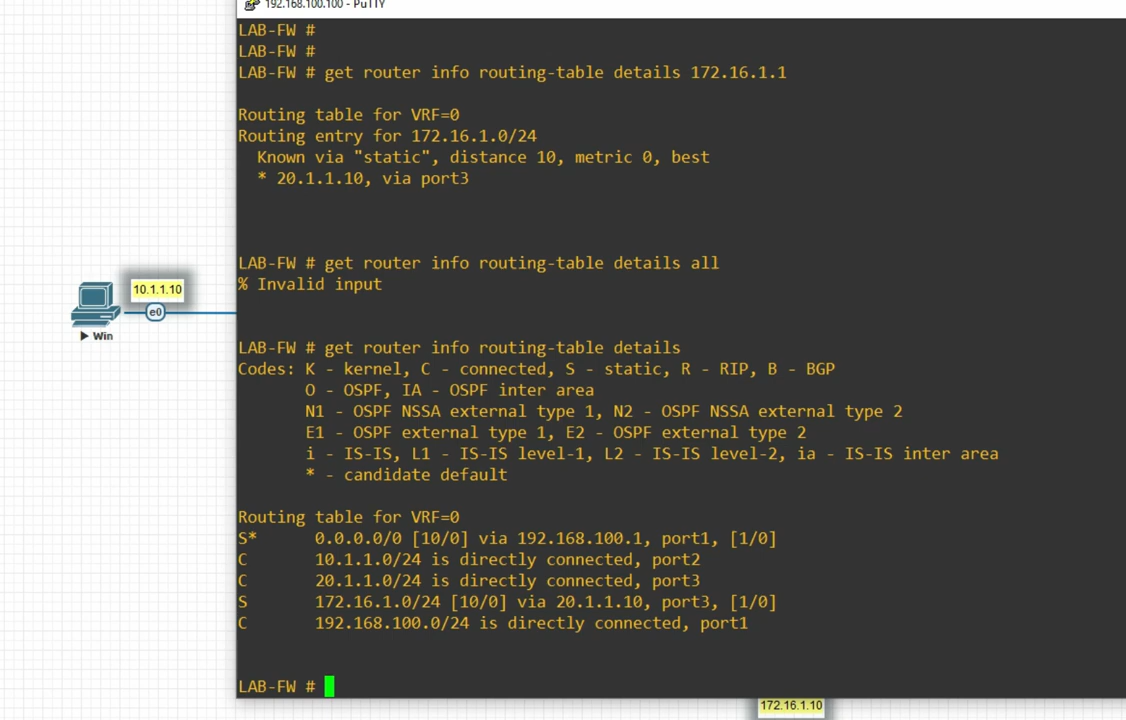 192.168.100.100 - PuTTY
LAB-FW #
LAB-FW #
LAB-FW # get router info routing-table details 172.16.1.1
Routing table for VRF=0
Routing entry for 172.16.1.0/24
Known via "static", distance 10, metric 0, best
* 20.1.1.10, via port3
LAB-FW # get router info routing-table details all
% Invalid input
10.1.1.10
e0
Win
LAB-FW # get router info routing-table details
Codes: K - kernel, C - connected, S - static, R - RIP, B - BGP
O - OSPF, IA - OSPF inter area
N1 - OSPF NSSA external type 1, N2 - OSPF NSSA external type 2
E1 - OSPF external type 1, E2 - OSPF external type 2
i - IS-IS, L1 - IS-IS level-1, L2 - IS-IS level-2, ia - IS-IS inter area
* - candidate default
Routing table for VRF=0
S* 0.0.0.0/0 [10/0] via 192.168.100.1, port1, [1/0]
C 10.1.1.0/24 is directly connected, port2
C 20.1.1.0/24 is directly connected, port3
S 172.16.1.0/24 [10/0] via 20.1.1.10, port3, [1/0]
C 192.168.100.0/24 is directly connected, port1
LAB-FW #
172.16.1.10